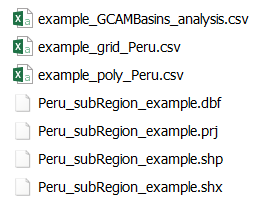 example_GCAMBasins_analysis.csv
example_grid_Peru.csv
example_poly_Peru.csv
Peru_subRegion_example.dbf
Peru_subRegion_example.prj
Peru_subRegion_example.shp
Peru_subRegion_example.shx